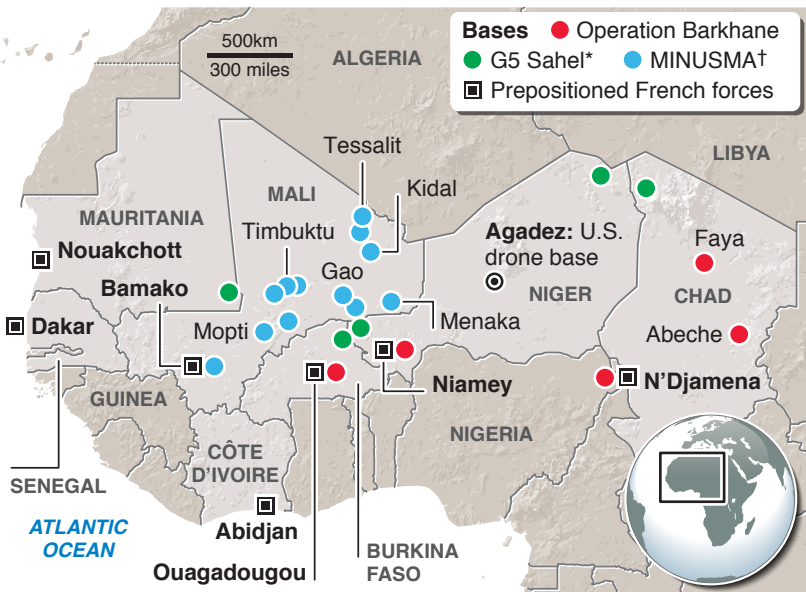 Bases Operation Barkhane
G5 Sahel* MINUSMA†
Prepositioned French forces
500km
300 miles
ALGERIA
LIBYA
Tessalit
MALI
Kidal
MAURITANIA
Timbuktu
Agadez: U.S.
drone base
Faya
Nouakchott
Bamako
Gao
NIGER
CHAD
Dakar
Mopti
Menaka
Abeche
Niamey
N'Djamena
GUINEA
NIGERIA
CÔTE
D'IVOIRE
SENEGAL
ATLANTIC
OCEAN
Abidjan
BURKINA
FASO
Ouagadougou